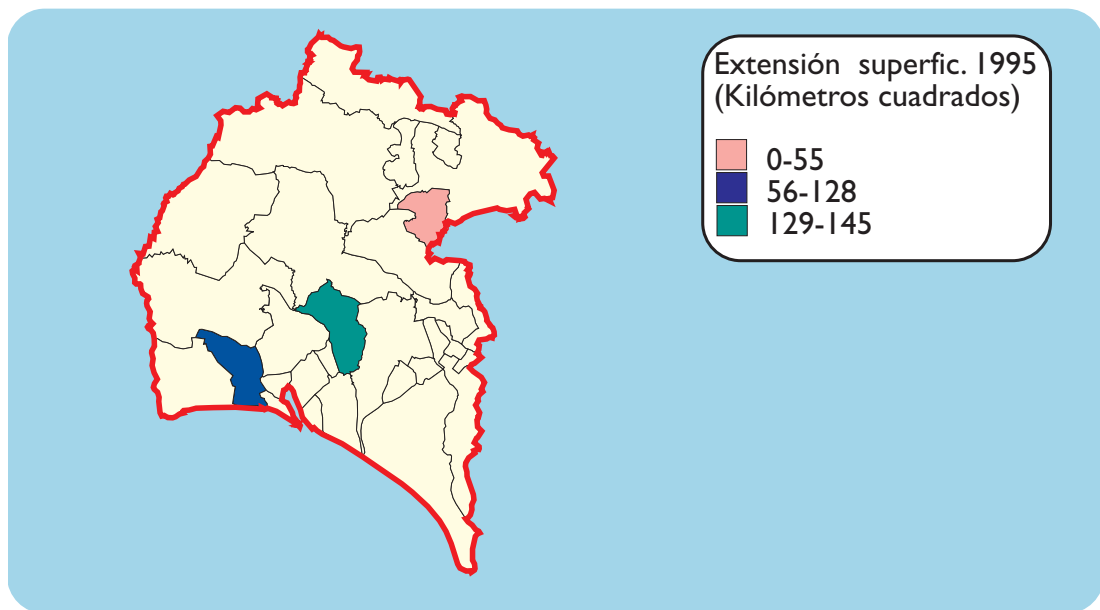 Extensión superfic. 1995
(Kilómetros cuadrados)
0-55
56-128
129-145